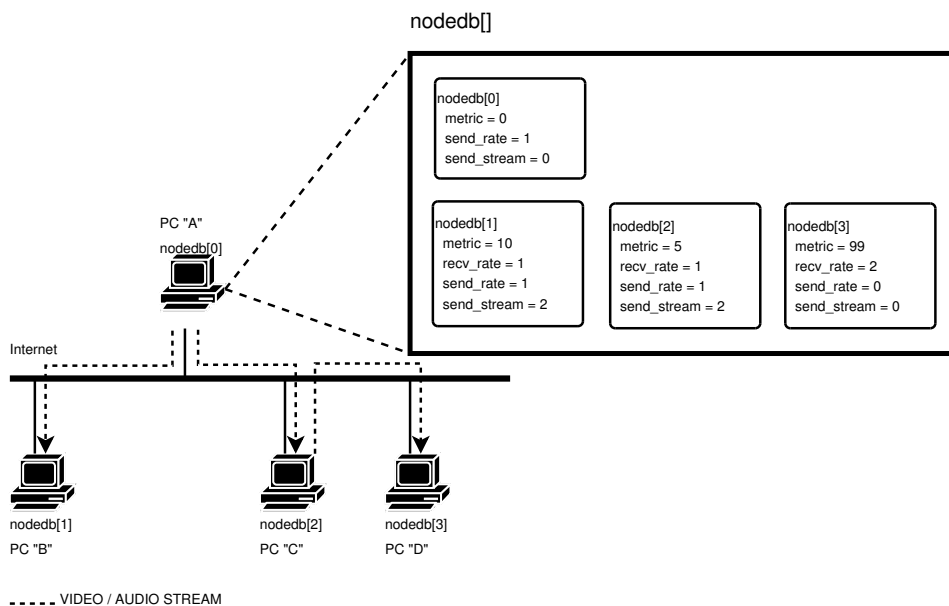 nodedb[]
nodedb[0]
metric = 0
send_rate = 1
send_stream = 0
nodedb[1]
metric = 10
recv_rate = 1
send_rate = 1
send_stream = 2
nodedb[2]
metric = 5
recv_rate = 1
send_rate = 1
send_stream = 2
nodedb[3]
metric = 99
recv_rate = 2
send_rate = 0
send_stream = 0
PC "A"
nodedb[0]
Internet
nodedb[1]
PC "B"
nodedb[2]
PC "C"
nodedb[3]
PC "D"
VIDEO / AUDIO STREAM